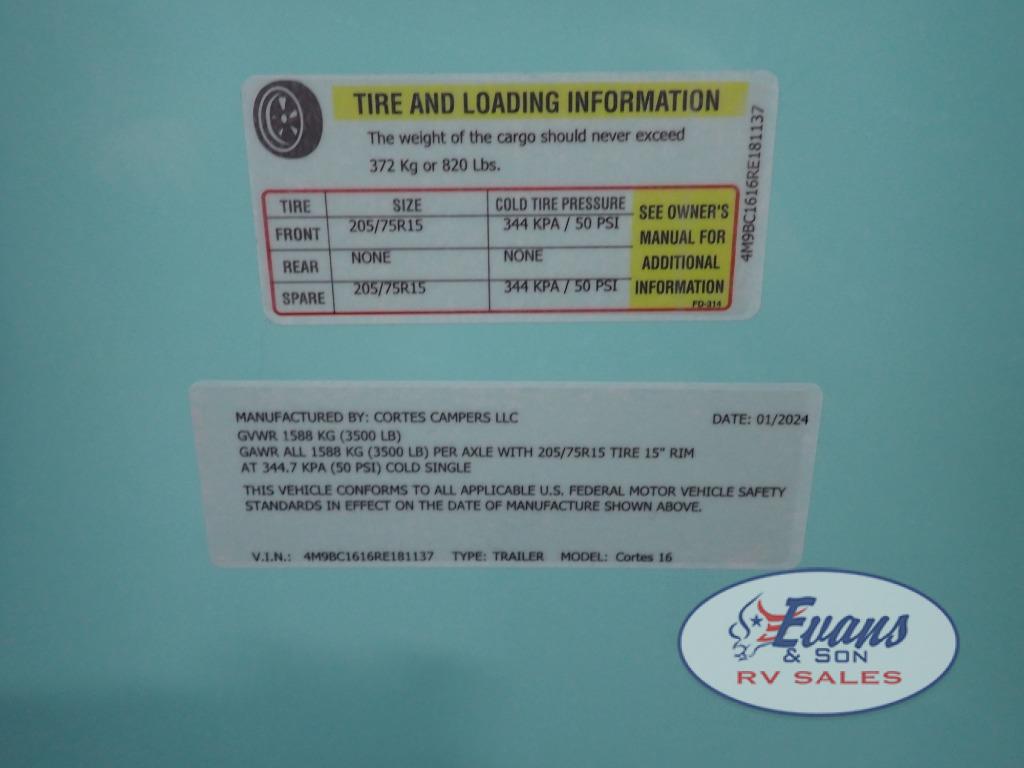 TIRE AND LOADING INFORMATION
The weight of the cargo should never exceed
372 Kg or 820 Lbs.
TIRE SIZE COLD TIRE PRESSURE
FRONT 205/75R15 344 KPA / 50 PSI
REAR NONE NONE
SPARE 205/75R15 344 KPA / 50 PSI
SEE OWNER'S
MANUAL FOR
ADDITIONAL
INFORMATION
FD-314
4M9BC1616RE181137
MANUFACTURED BY: CORTES CAMPERS LLC DATE: 01/2024
GVWR 1588 KG (3500 LB)
GAWR ALL 1588 KG (3500 LB) PER AXLE WITH 205/75R15 TIRE 15" RIM
AT 344.7 KPA (50 PSI) COLD SINGLE
THIS VEHICLE CONFORMS TO ALL APPLICABLE U.S. FEDERAL MOTOR VEHICLE SAFETY
STANDARDS IN EFFECT ON THE DATE OF MANUFACTURE SHOWN ABOVE.
V.I.N.: 4M9BC1616RE181137 TYPE: TRAILER MODEL: Cortes 16
Evans
& SON
RV SALES